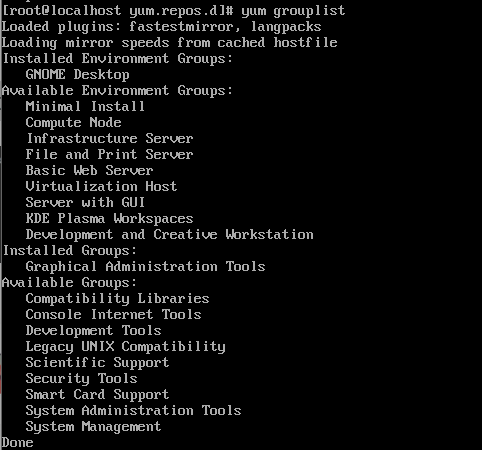 [root@localhost yum.repos.d]# yum grouplist
Loaded plugins: fastestmirror, langpacks
Loading mirror speeds from cached hostfile
Installed Environment Groups:
   GNOME Desktop
Available Environment Groups:
   Minimal Install
   Compute Node
   Infrastructure Server
   File and Print Server
   Basic Web Server
   Virtualization Host
   Server with GUI
   KDE Plasma Workspaces
   Development and Creative Workstation
Installed Groups:
   Graphical Administration Tools
Available Groups:
   Compatibility Libraries
   Console Internet Tools
   Development Tools
   Legacy UNIX Compatibility
   Scientific Support
   Security Tools
   Smart Card Support
   System Administration Tools
   System Management
Done